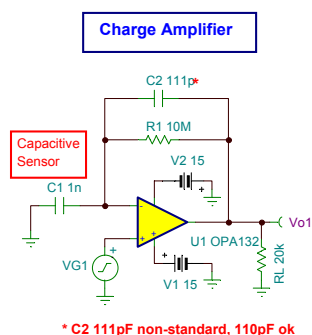 Charge Amplifier
C2 111p*
R1 10M
Capacitive
Sensor
V2 15
C1 1n
-
+
+
Vo1
U1 OPA132
+
VG1
+
V1 15
RL 20k
* C2 111pF non-standard, 110pF ok